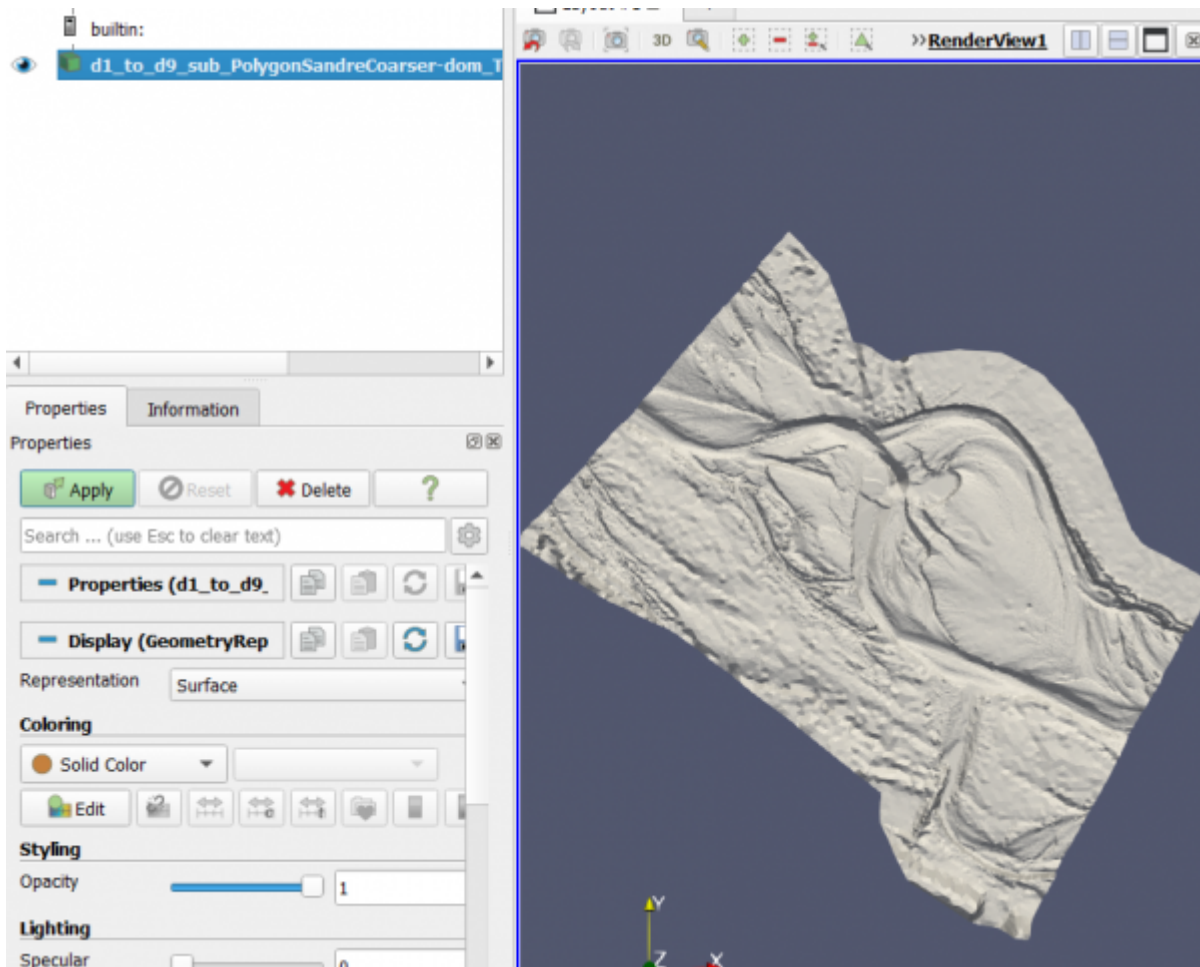 builtin:
d1_to_d9_sub_PolygonSandreCoarser-dom_T
3D
>>RenderView1
Properties
Information
Properties
Apply
Reset
Delete
?
Search ... (use Esc to clear text)
Properties (d1_to_d9_
Display (GeometryRep
Representation
Surface
Coloring
Solid Color
Edit
Styling
Opacity
1
Lighting
Specular
0
Y
Z
X